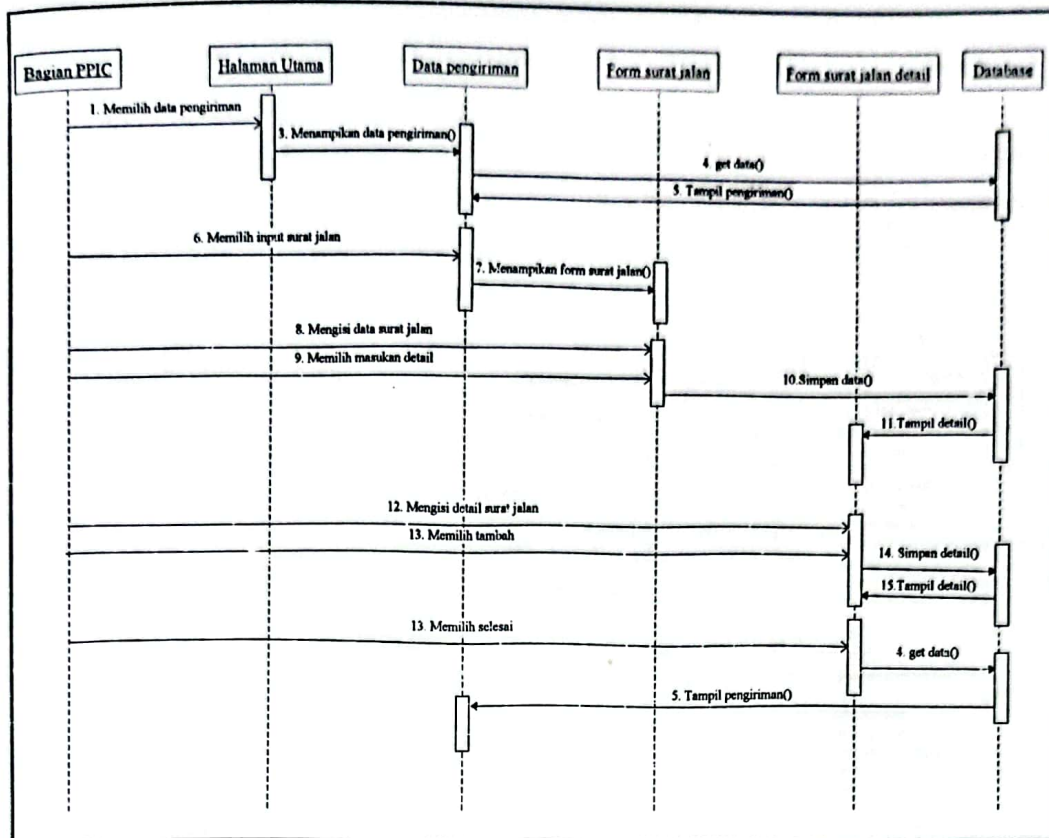 Bagian PPIC
Halaman Utama
Data pengiriman
Form surat jalan
Form surat jalan detail
Database
1. Memilih data pengiriman
3. Menampikan data pengiriman()
4. get data()
5. Tampil pengiriman()
6. Memilih input surat jalan
7. Menampikan form surat jalan()
8. Mengisi data surat jalan
9. Memilih masukan detail
10.Simpan data()
11.Tampil detail()
12. Mengisi detail surat jalan
13. Memilih tambah
14. Simpan detail()
15.Tampil detail()
13. Memilih selesai
4. get data()
5. Tampil pengiriman()